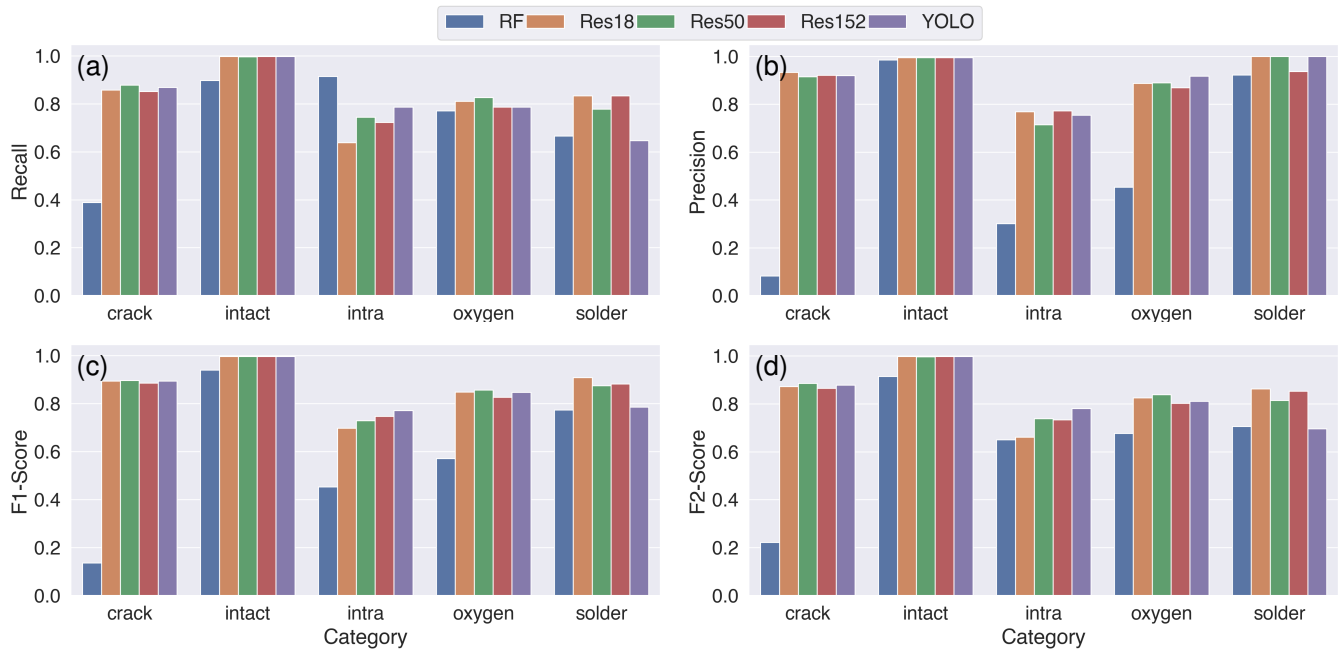 RF Res18 Res50 Res152 YOLO
(a)
1.0
0.8
0.6
0.4
0.2
0.0
Recall
crack intact intra oxygen solder
(b)
1.0
0.8
0.6
0.4
0.2
0.0
Precision
crack intact intra oxygen solder
(c)
1.0
0.8
0.6
0.4
0.2
0.0
F1-Score
crack intact intra oxygen solder
Category
(d)
1.0
0.8
0.6
0.4
0.2
0.0
F2-Score
crack intact intra oxygen solder
Category